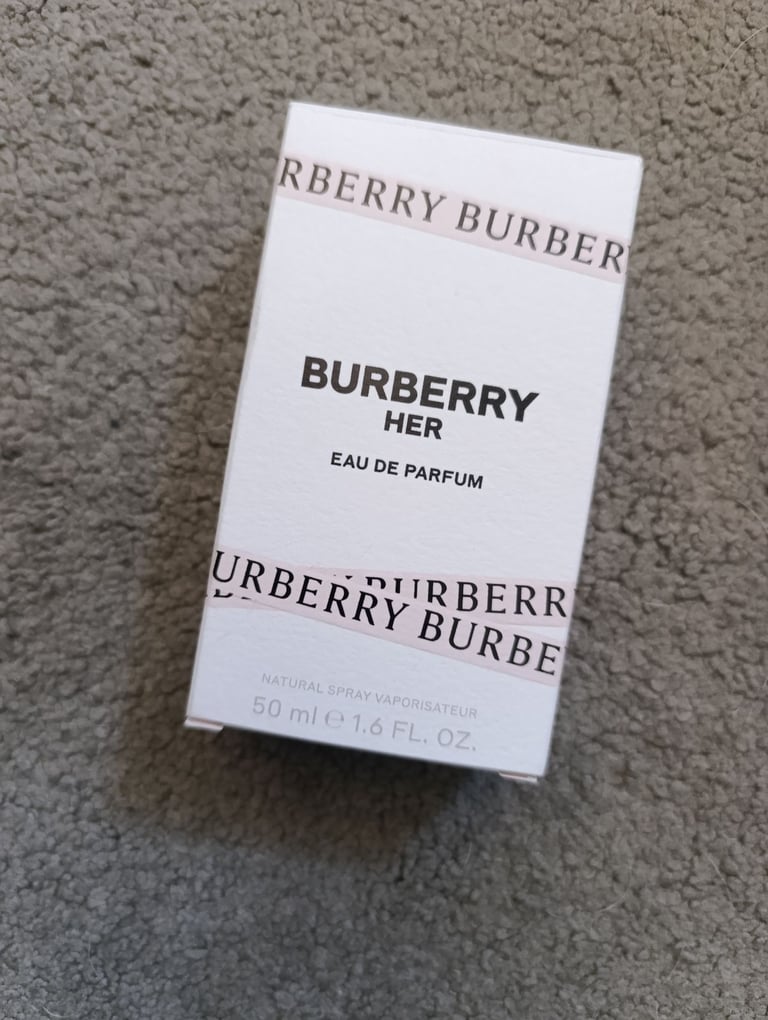 RBERRY BURBER
BURBERRY
HER
EAU DE PARFUM
BURBERR
URBERRY BURBE
NATURAL SPRAY VAPORISATEUR
50 ml ℮ 1.6 FL. OZ.